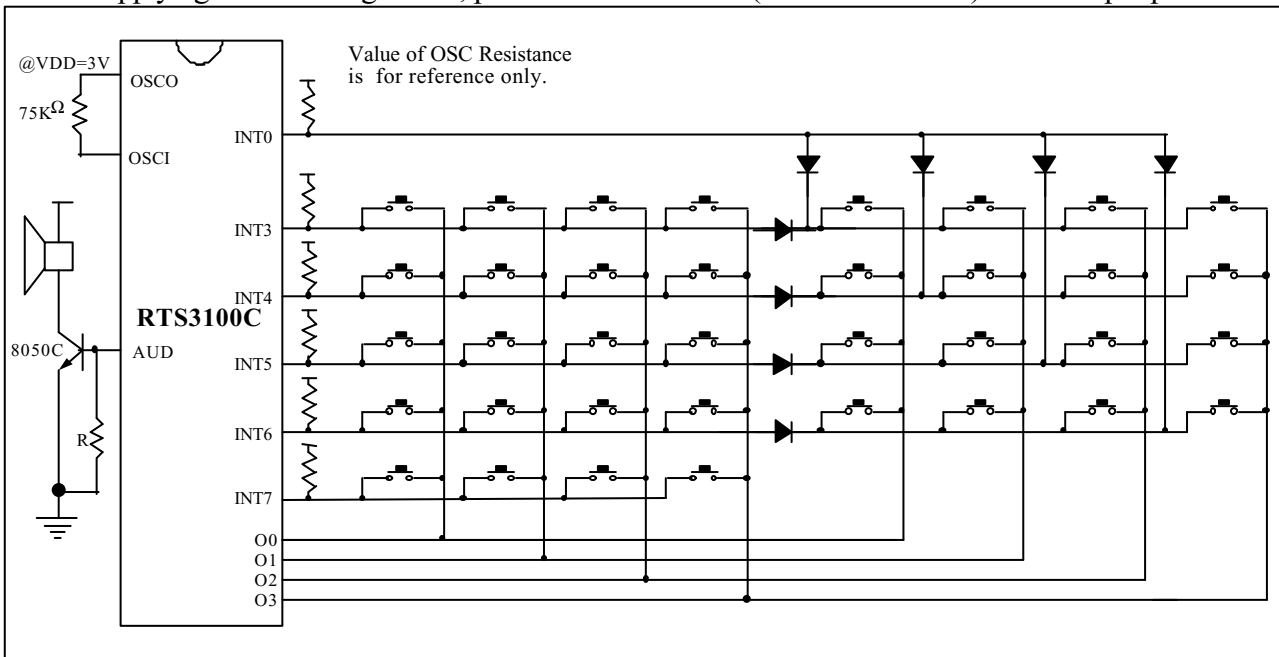 @VDD=3V
75KΩ
OSCO
OSCI
Value of OSC Resistance
is for reference only.
INT0
INT3
INT4
RTS3100C
8050C
AUD
INT5
R
INT6
INT7
O0
O1
O2
O3